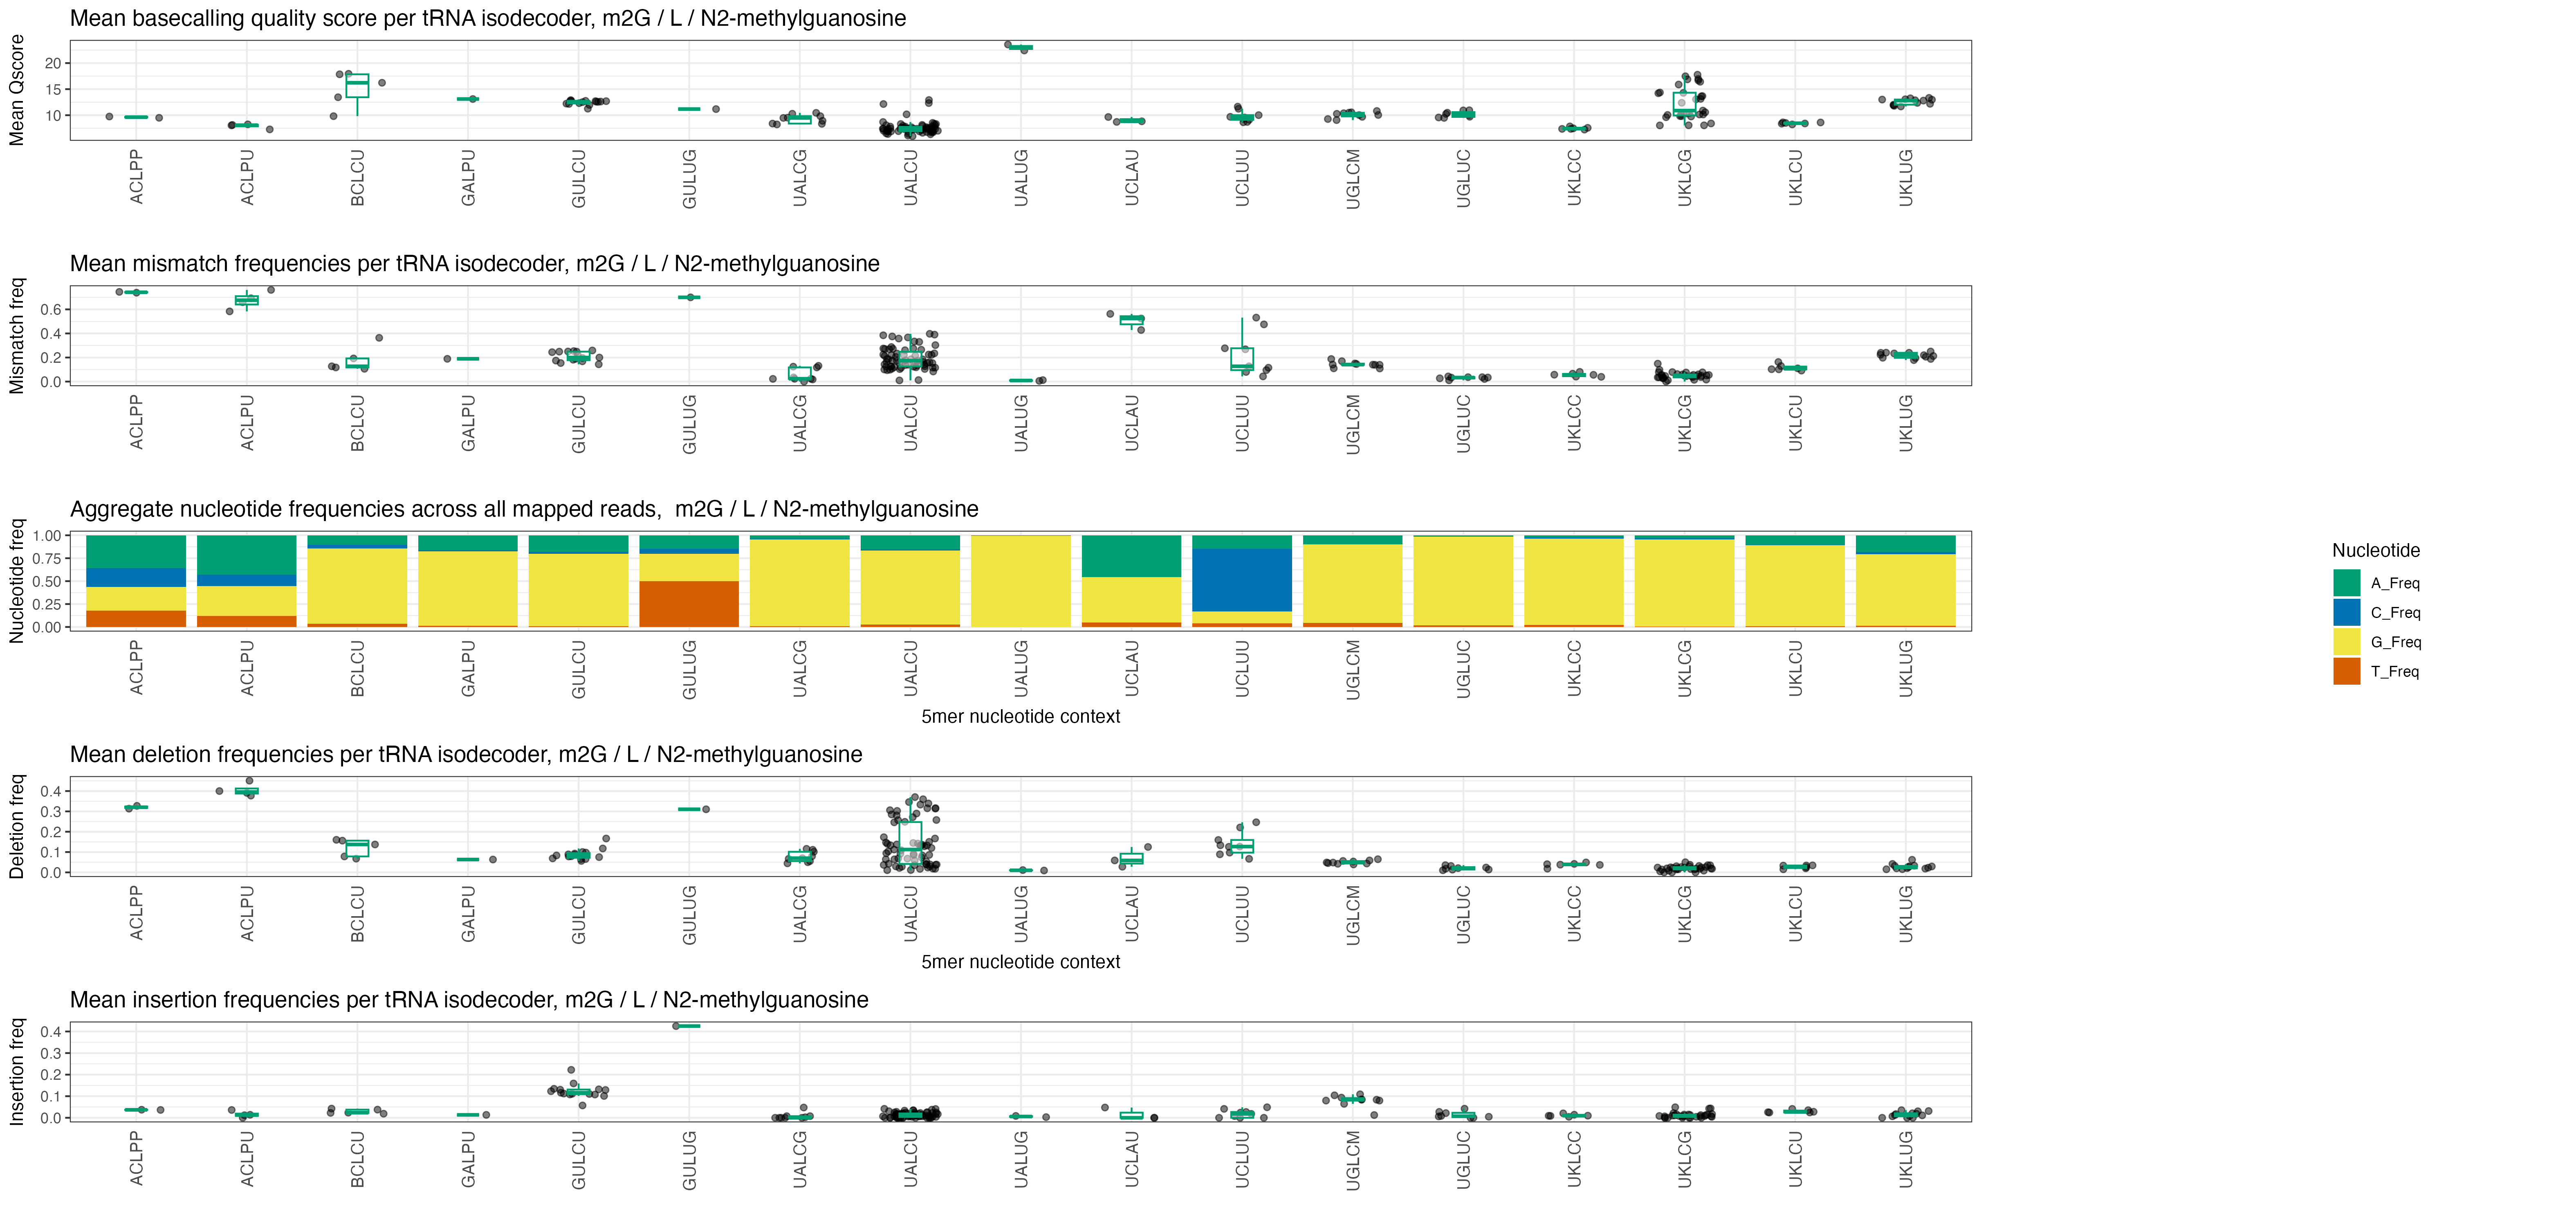 Mean basecalling quality score per tRNA isodecoder, m2G / L / N2-methylguanosine
Mean Qscore
20
15
10
ACLPP ACLPU BCLCU GALPU GULCU GULUG UALCG UALCU UALUG UCLAU UCLUU UGLCM UGLUC UKLCC UKLCG UKLCU UKLUG
Mean mismatch frequencies per tRNA isodecoder, m2G / L / N2-methylguanosine
Mismatch freq
0.6
0.4
0.2
0.0
ACLPP ACLPU BCLCU GALPU GULCU GULUG UALCG UALCU UALUG UCLAU UCLUU UGLCM UGLUC UKLCC UKLCG UKLCU UKLUG
Aggregate nucleotide frequencies across all mapped reads,  m2G / L / N2-methylguanosine
Nucleotide freq
1.00
0.75
0.50
0.25
0.00
ACLPP ACLPU BCLCU GALPU GULCU GULUG UALCG UALCU UALUG UCLAU UCLUU UGLCM UGLUC UKLCC UKLCG UKLCU UKLUG
5mer nucleotide context
Nucleotide
A_Freq
C_Freq
G_Freq
T_Freq
Mean deletion frequencies per tRNA isodecoder, m2G / L / N2-methylguanosine
Deletion freq
0.4
0.3
0.2
0.1
0.0
ACLPP ACLPU BCLCU GALPU GULCU GULUG UALCG UALCU UALUG UCLAU UCLUU UGLCM UGLUC UKLCC UKLCG UKLCU UKLUG
5mer nucleotide context
Mean insertion frequencies per tRNA isodecoder, m2G / L / N2-methylguanosine
Insertion freq
0.4
0.3
0.2
0.1
0.0
ACLPP ACLPU BCLCU GALPU GULCU GULUG UALCG UALCU UALUG UCLAU UCLUU UGLCM UGLUC UKLCC UKLCG UKLCU UKLUG